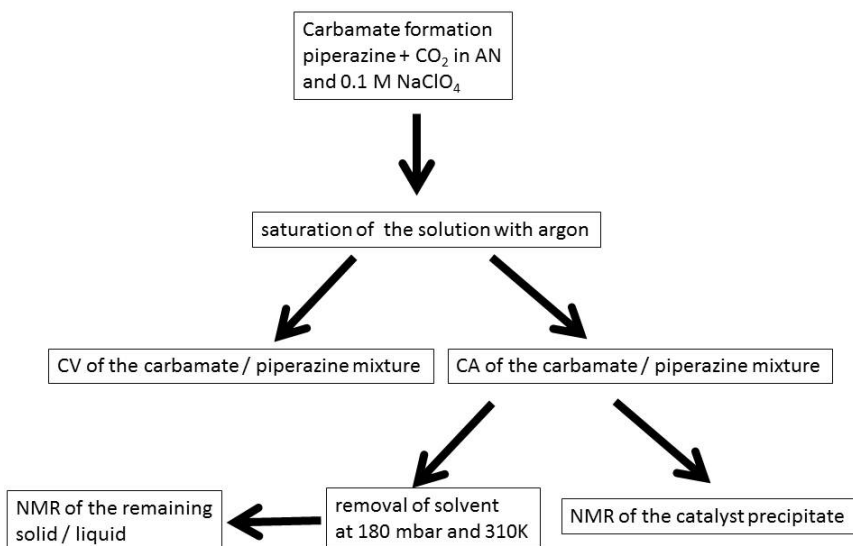 Carbamate formation
piperazine + CO₂ in AN
and 0.1 M NaClO₄
saturation of the solution with argon
CV of the carbamate / piperazine mixture
CA of the carbamate / piperazine mixture
NMR of the remaining
solid / liquid
removal of solvent
at 180 mbar and 310K
NMR of the catalyst precipitate